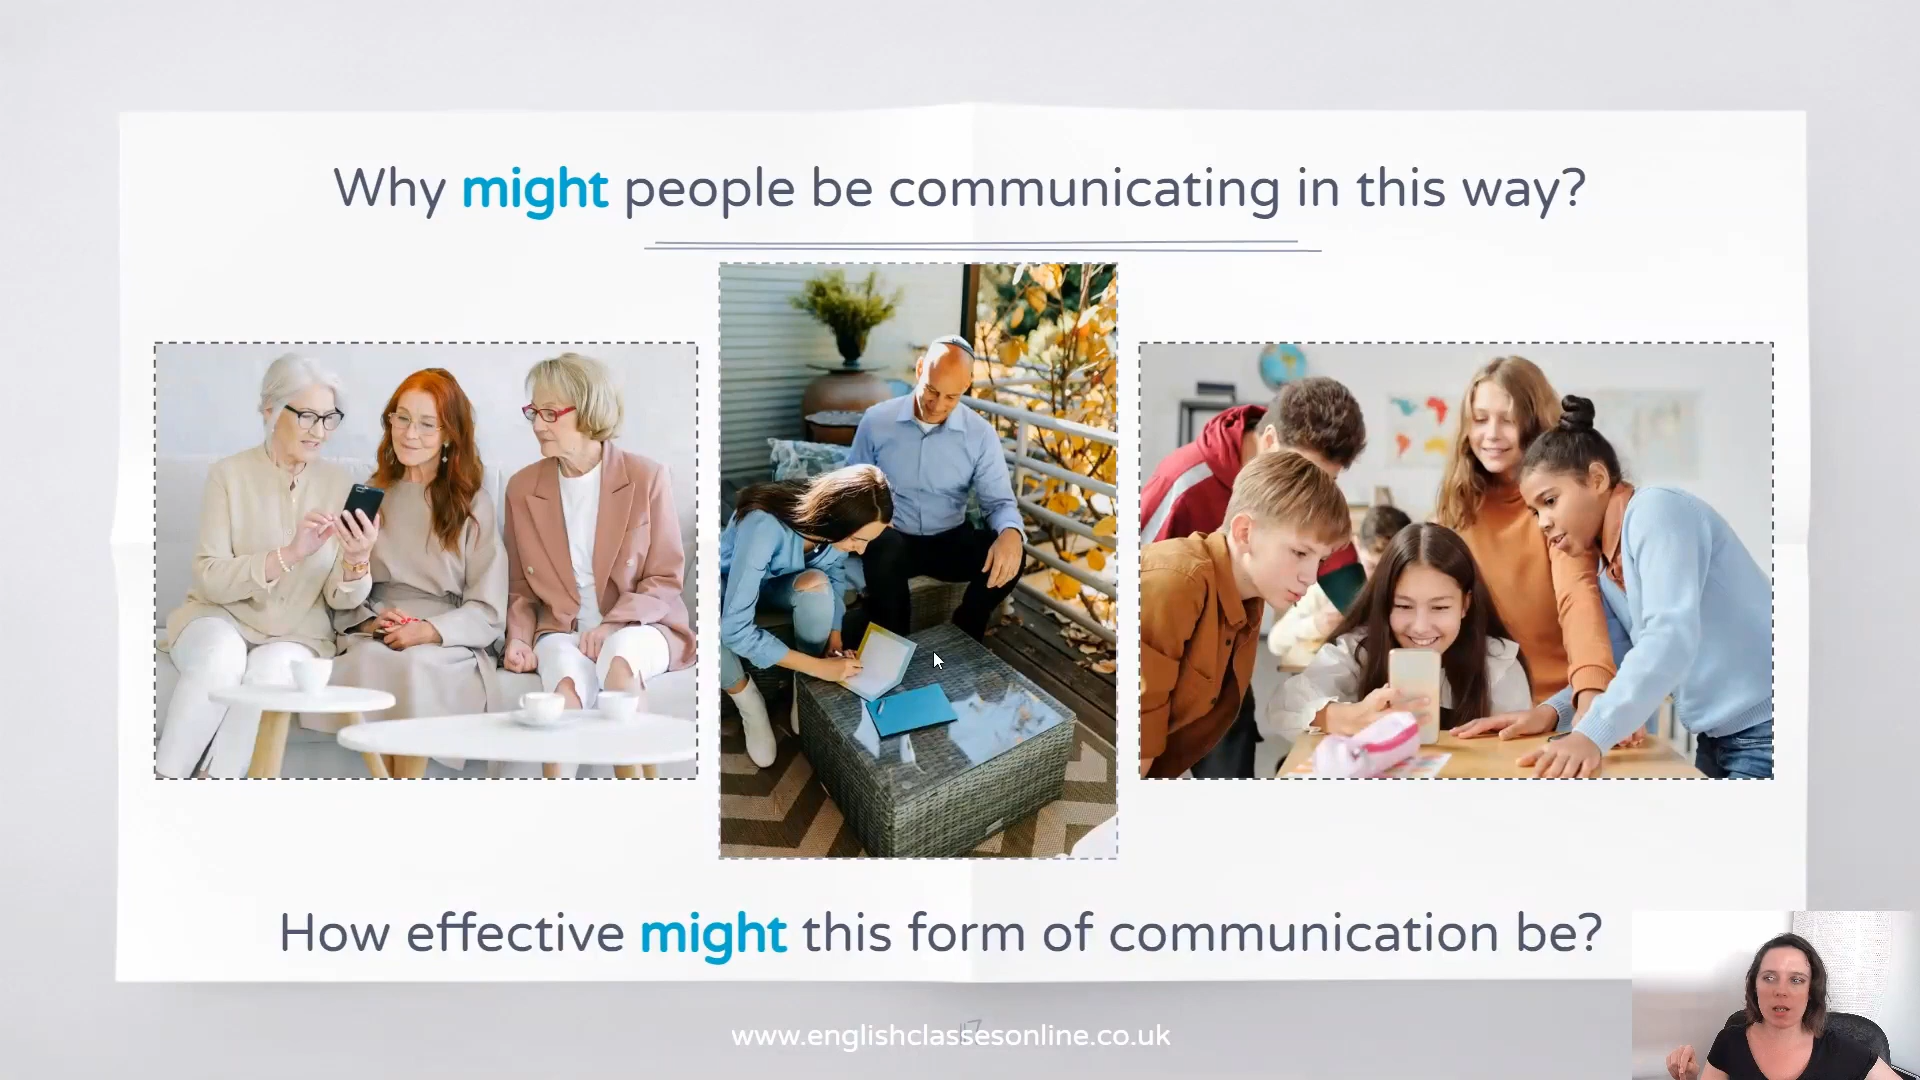 Why might people be communicating in this way?
How effective might this form of communication be?
www.englishclassesonline.co.uk